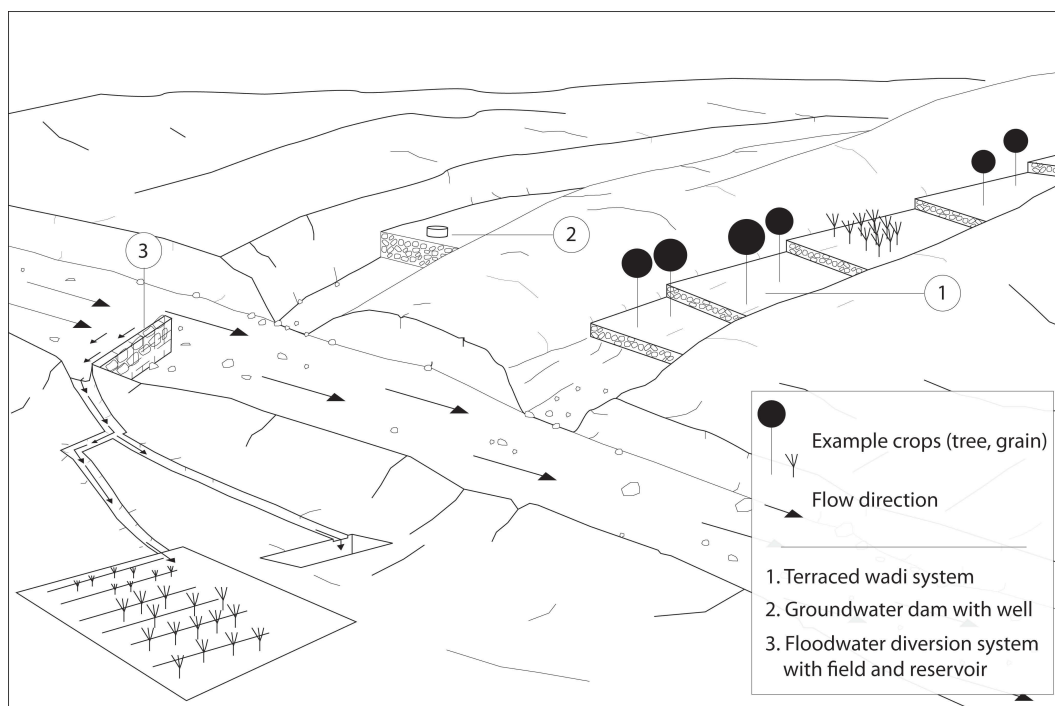 3
2
1
Example crops (tree, grain)
Flow direction
1. Terraced wadi system
2. Groundwater dam with well
3. Floodwater diversion system
with field and reservoir